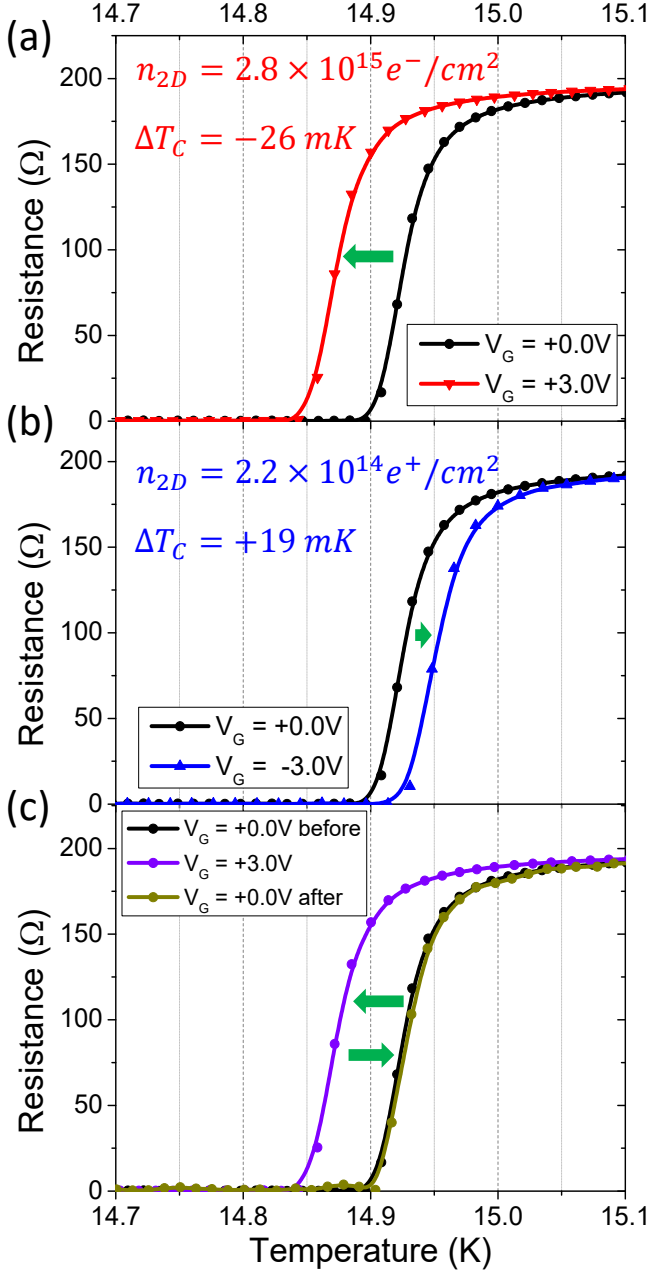 14.7 14.8 14.9 15.0 15.1
(a)
n2D = 2.8 × 10^15 e^−/cm^2
ΔTC = −26 mK
200
150
100
50
0
Resistance (Ω)
VG = +0.0V
VG = +3.0V
(b)
n2D = 2.2 × 10^14 e^+/cm^2
ΔTC = +19 mK
200
150
100
50
0
Resistance (Ω)
VG = +0.0V
VG = -3.0V
(c)
VG = +0.0V before
VG = +3.0V
VG = +0.0V after
200
150
100
50
0
Resistance (Ω)
14.7 14.8 14.9 15.0 15.1
Temperature (K)